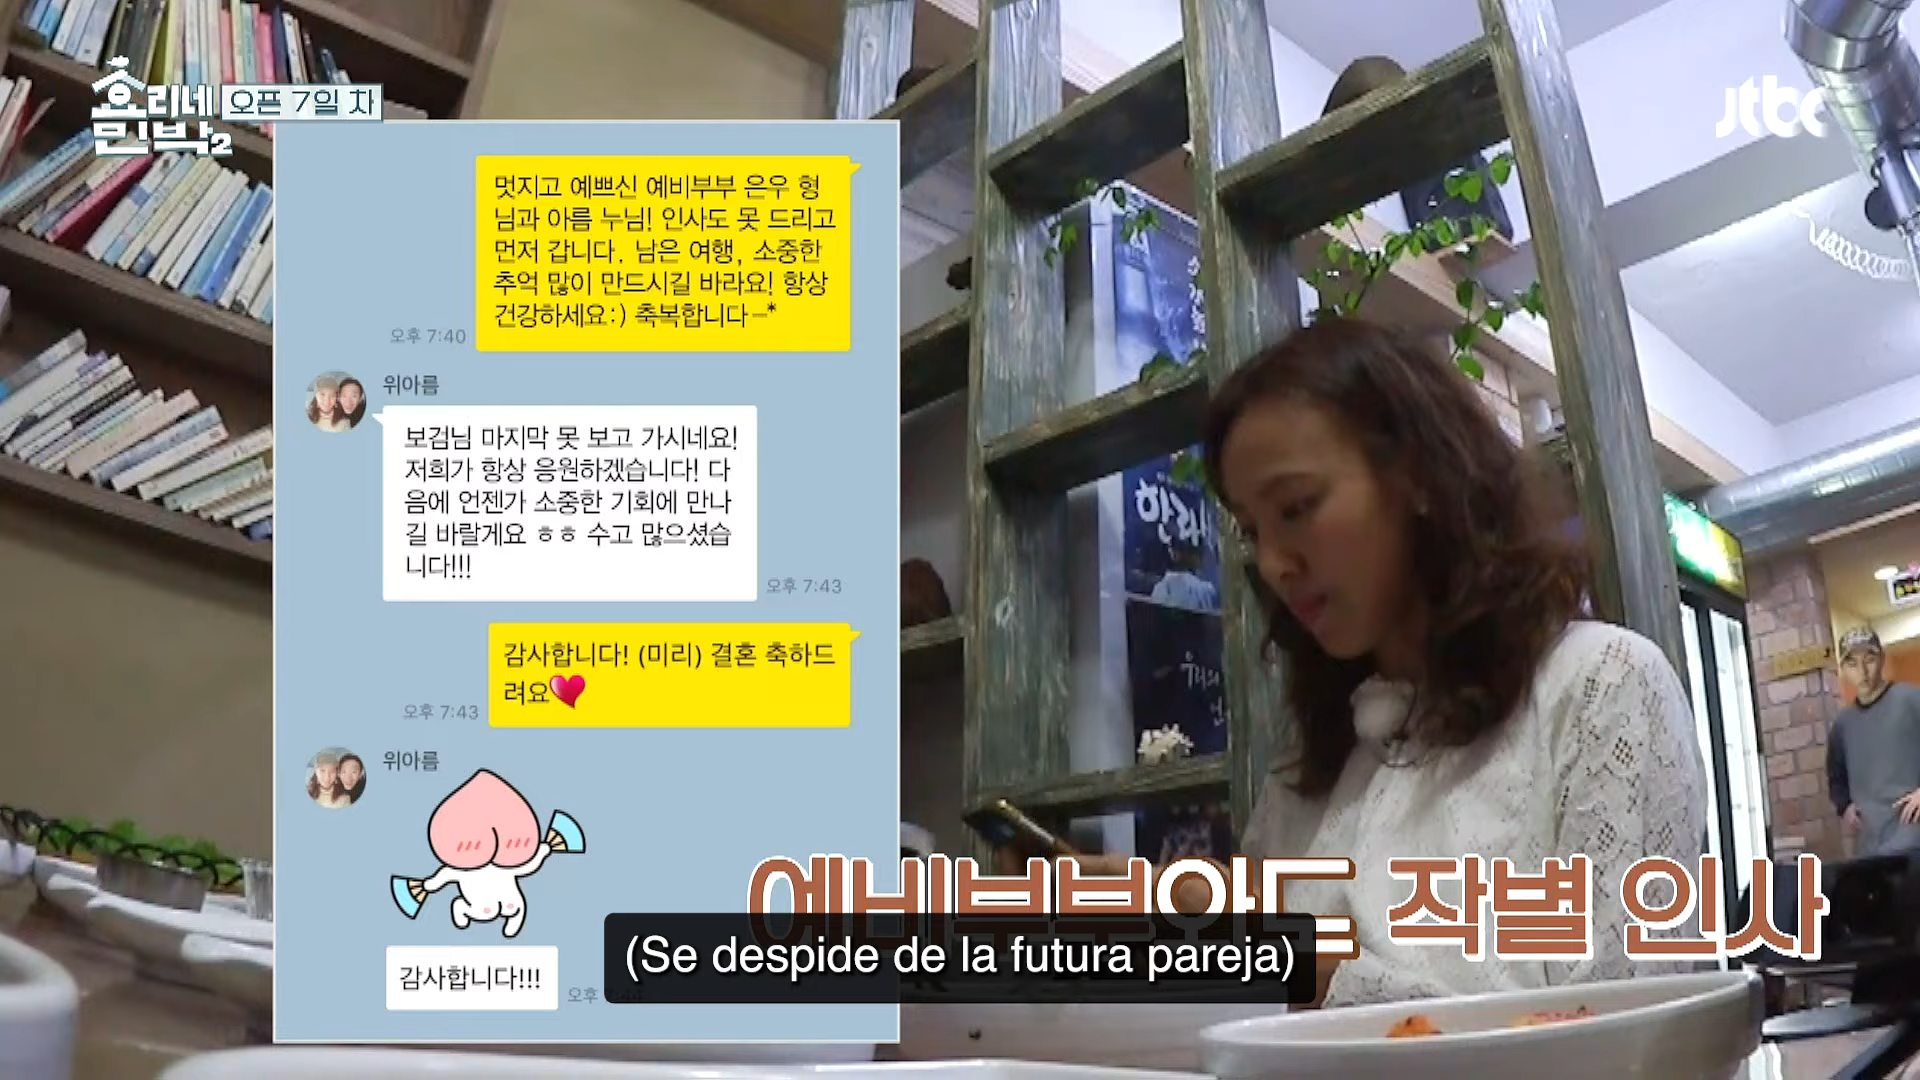 효리네
민박2
오픈 7일 차
jtbc
멋지고 예쁘신 예비부부 은우 형
님과 아름 누님! 인사도 못 드리고
먼저 갑니다. 남은 여행, 소중한
추억 많이 만드시길 바라요! 항상
건강하세요:) 축복합니다-*
오후 7:40
위아름
보검님 마지막 못 보고 가시네요!
저희가 항상 응원하겠습니다! 다
음에 언젠가 소중한 기회에 만나
길 바랄게요 ㅎㅎ 수고 많으셨습
니다!!!
오후 7:43
감사합니다! (미리) 결혼 축하드
려요
오후 7:43
위아름
감사합니다!!!
오후
한라
우리의
예비부부와도 작별 인사
(Se despide de la futura pareja)